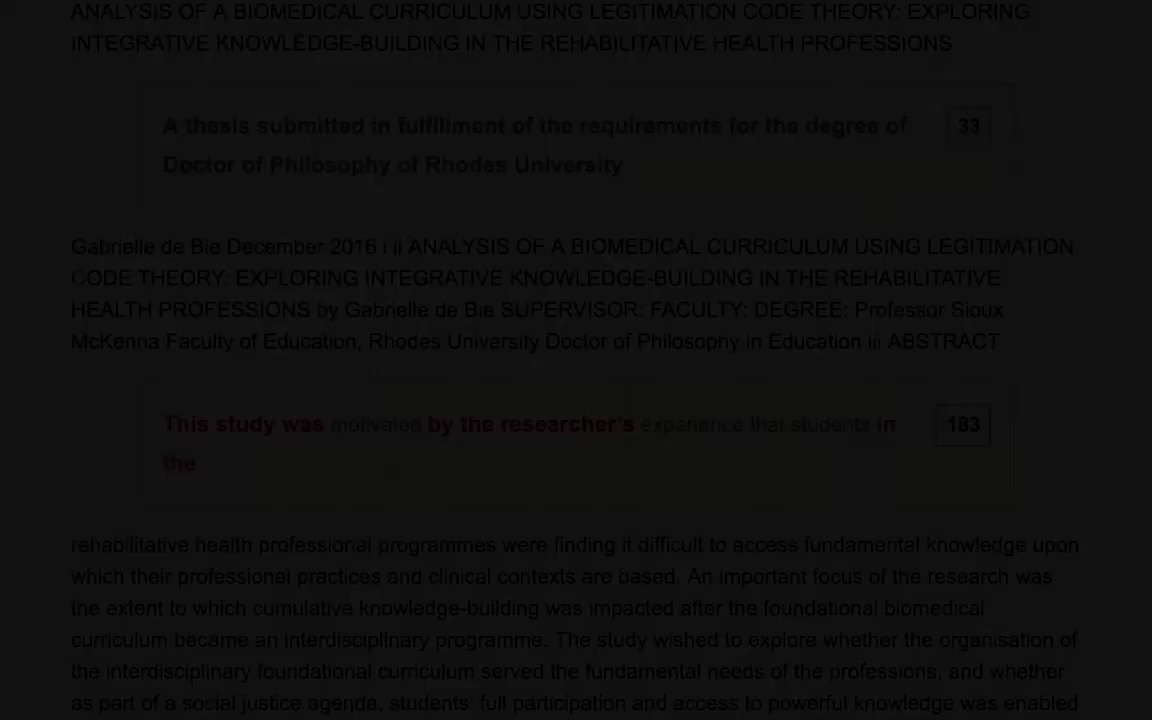 ANALYSIS OF A BIOMEDICAL CURRICULUM USING LEGITIMATION CODE THEORY: EXPLORING
INTEGRATIVE KNOWLEDGE-BUILDING IN THE REHABILITATIVE HEALTH PROFESSIONS
A thesis submitted in fulfillment of the requirements for the degree of 33
Doctor of Philosophy of Rhodes University
Gabrielle de Bie December 2016 i ii ANALYSIS OF A BIOMEDICAL CURRICULUM USING LEGITIMATION
CODE THEORY: EXPLORING INTEGRATIVE KNOWLEDGE-BUILDING IN THE REHABILITATIVE
HEALTH PROFESSIONS by Gabrielle de Bie SUPERVISOR: FACULTY: DEGREE: Professor Sioux
McKenna Faculty of Education, Rhodes University Doctor of Philosophy in Education iii ABSTRACT
This study was motivated by the researcher's experience that students in 183
the
rehabilitative health professional programmes were finding it difficult to access fundamental knowledge upon
which their professional practices and clinical contexts are based. An important focus of the research was
the extent to which cumulative knowledge-building was impacted after the foundational biomedical
curriculum became an interdisciplinary programme. The study wished to explore whether the organisation of
the interdisciplinary foundational curriculum served the fundamental needs of the professions, and whether
as part of a social justice agenda, students' full participation and access to powerful knowledge was enabled